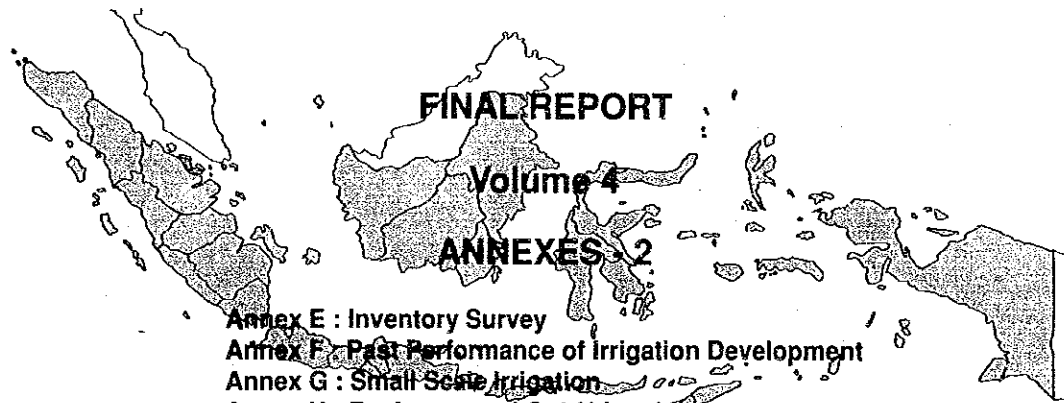 FINAL REPORT
Volume 4
ANNEXES - 2
Annex E : Inventory Survey
Annex F : Past Performance of Irrigation Development
Annex G : Small Scale Irrigation